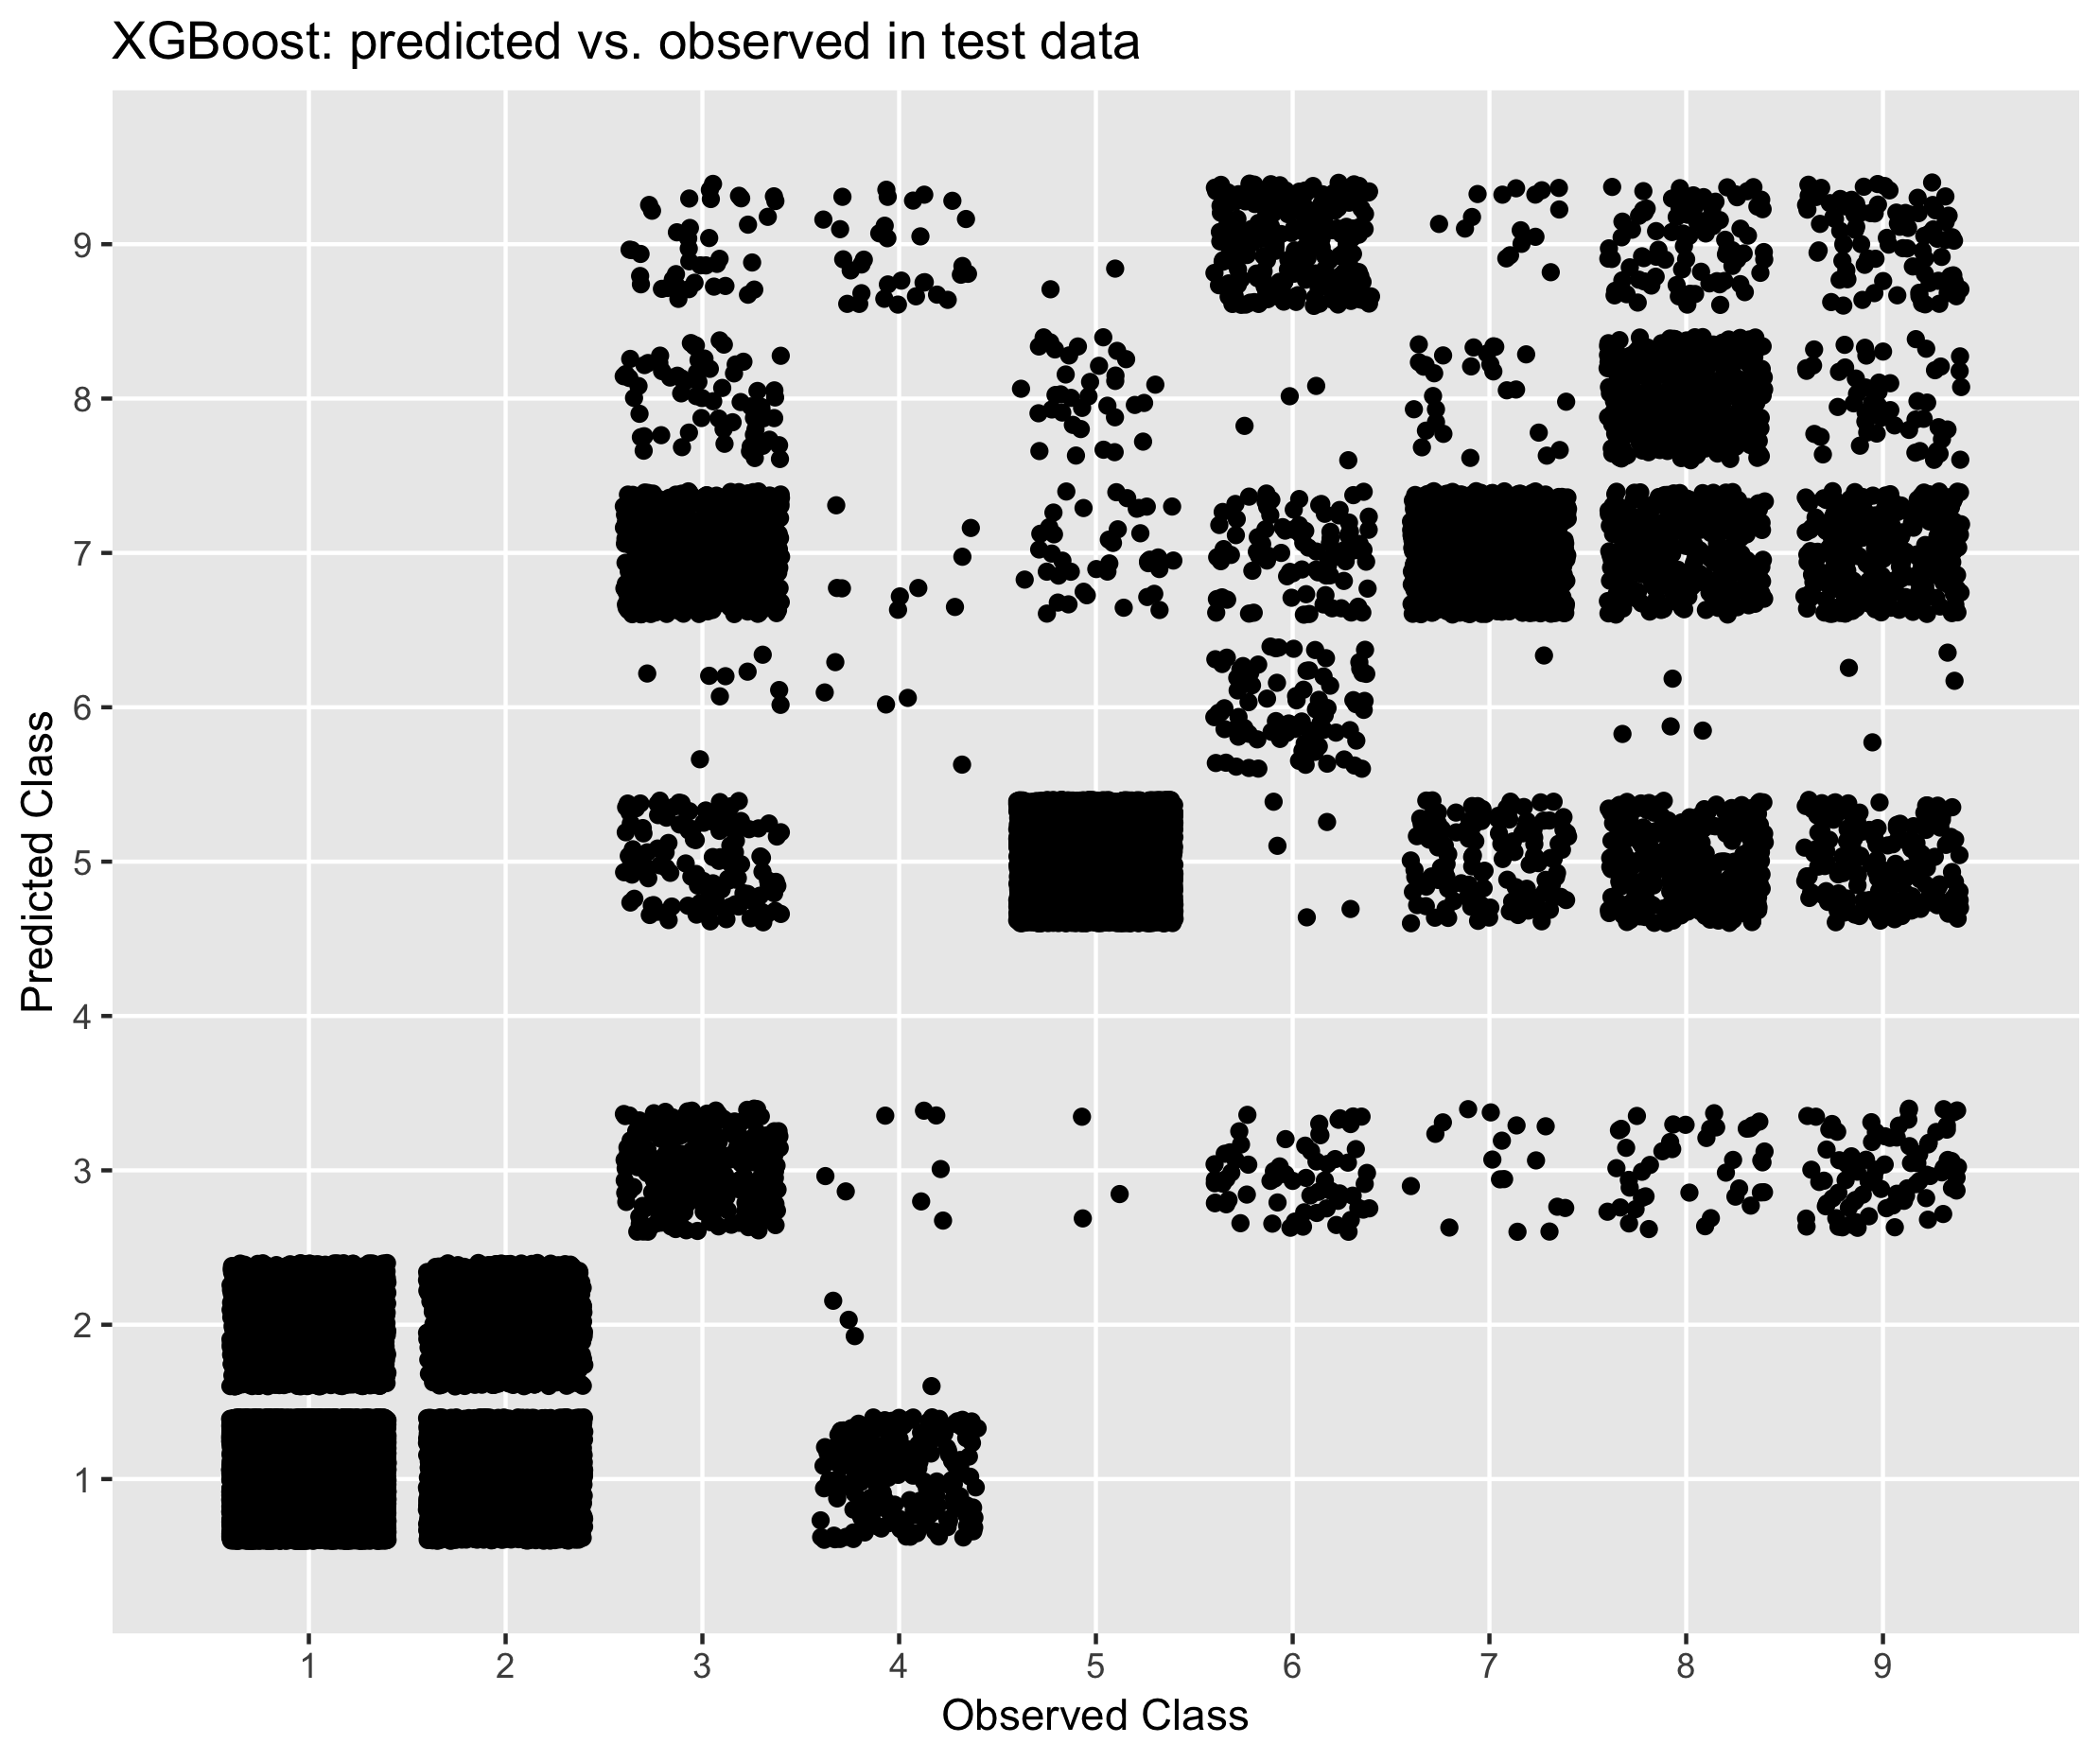 XGBoost: predicted vs. observed in test data
Predicted Class
9
8
7
6
5
4
3
2
1
1 2 3 4 5 6 7 8 9
Observed Class